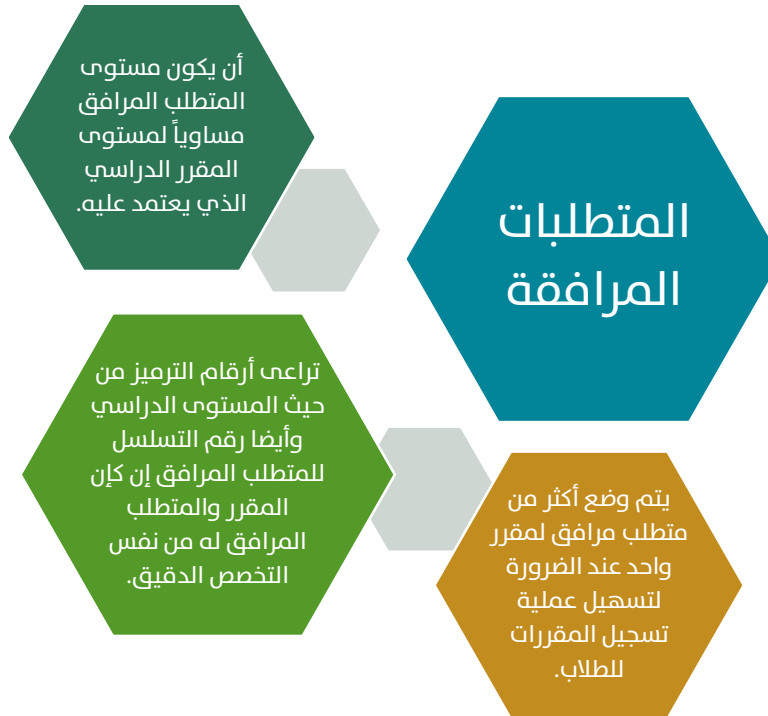 المتطلبات
المرافقة
أن يكون مستوى
المتطلب المرافق
مساوياً لمستوى
المقرر الدراسي
الذي يعتمد عليه.
تراعى أرقام الترميز من
حيث المستوى الدراسي
وأيضا رقم التسلسل
للمتطلب المرافق إن كإن
المقرر والمتطلب
المرافق له من نفس
التخصص الدقيق.
يتم وضع أكثر من
متطلب مرافق لمقرر
واحد عند الضرورة
لتسهيل عملية
تسجيل المقررات
للطلاب.